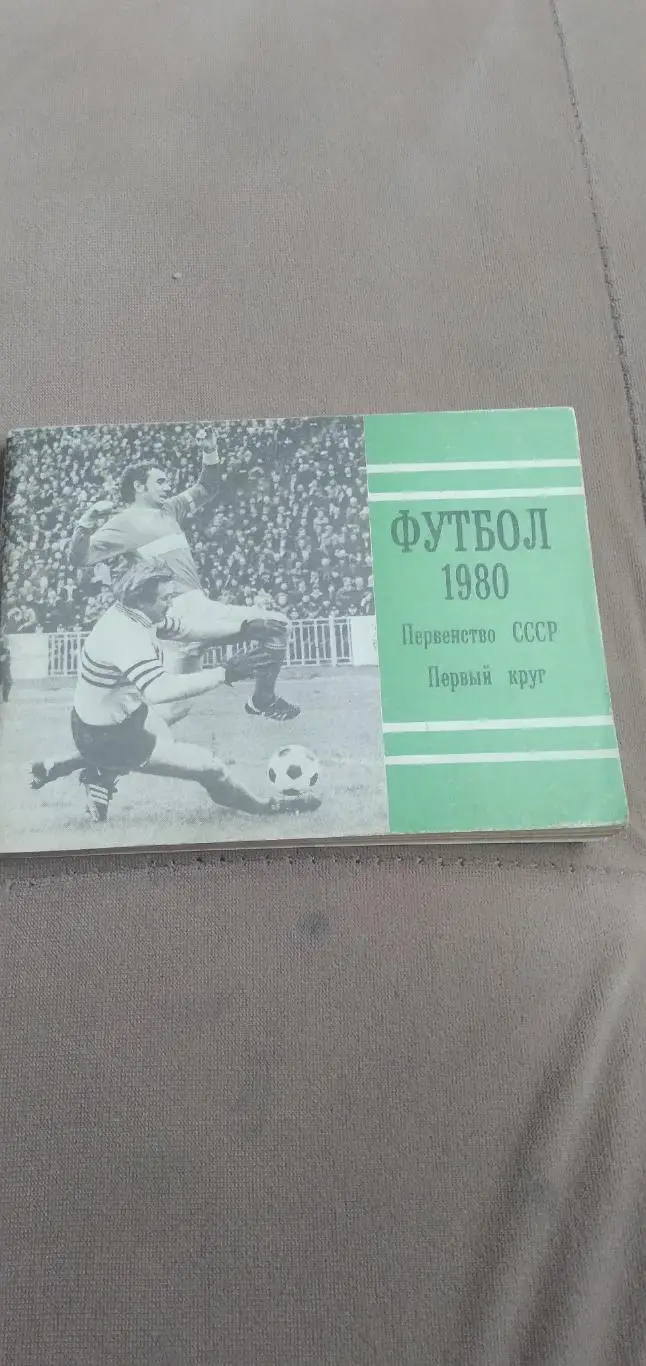 ФУТБОЛ
1980
Первенство СССР
Первый круг